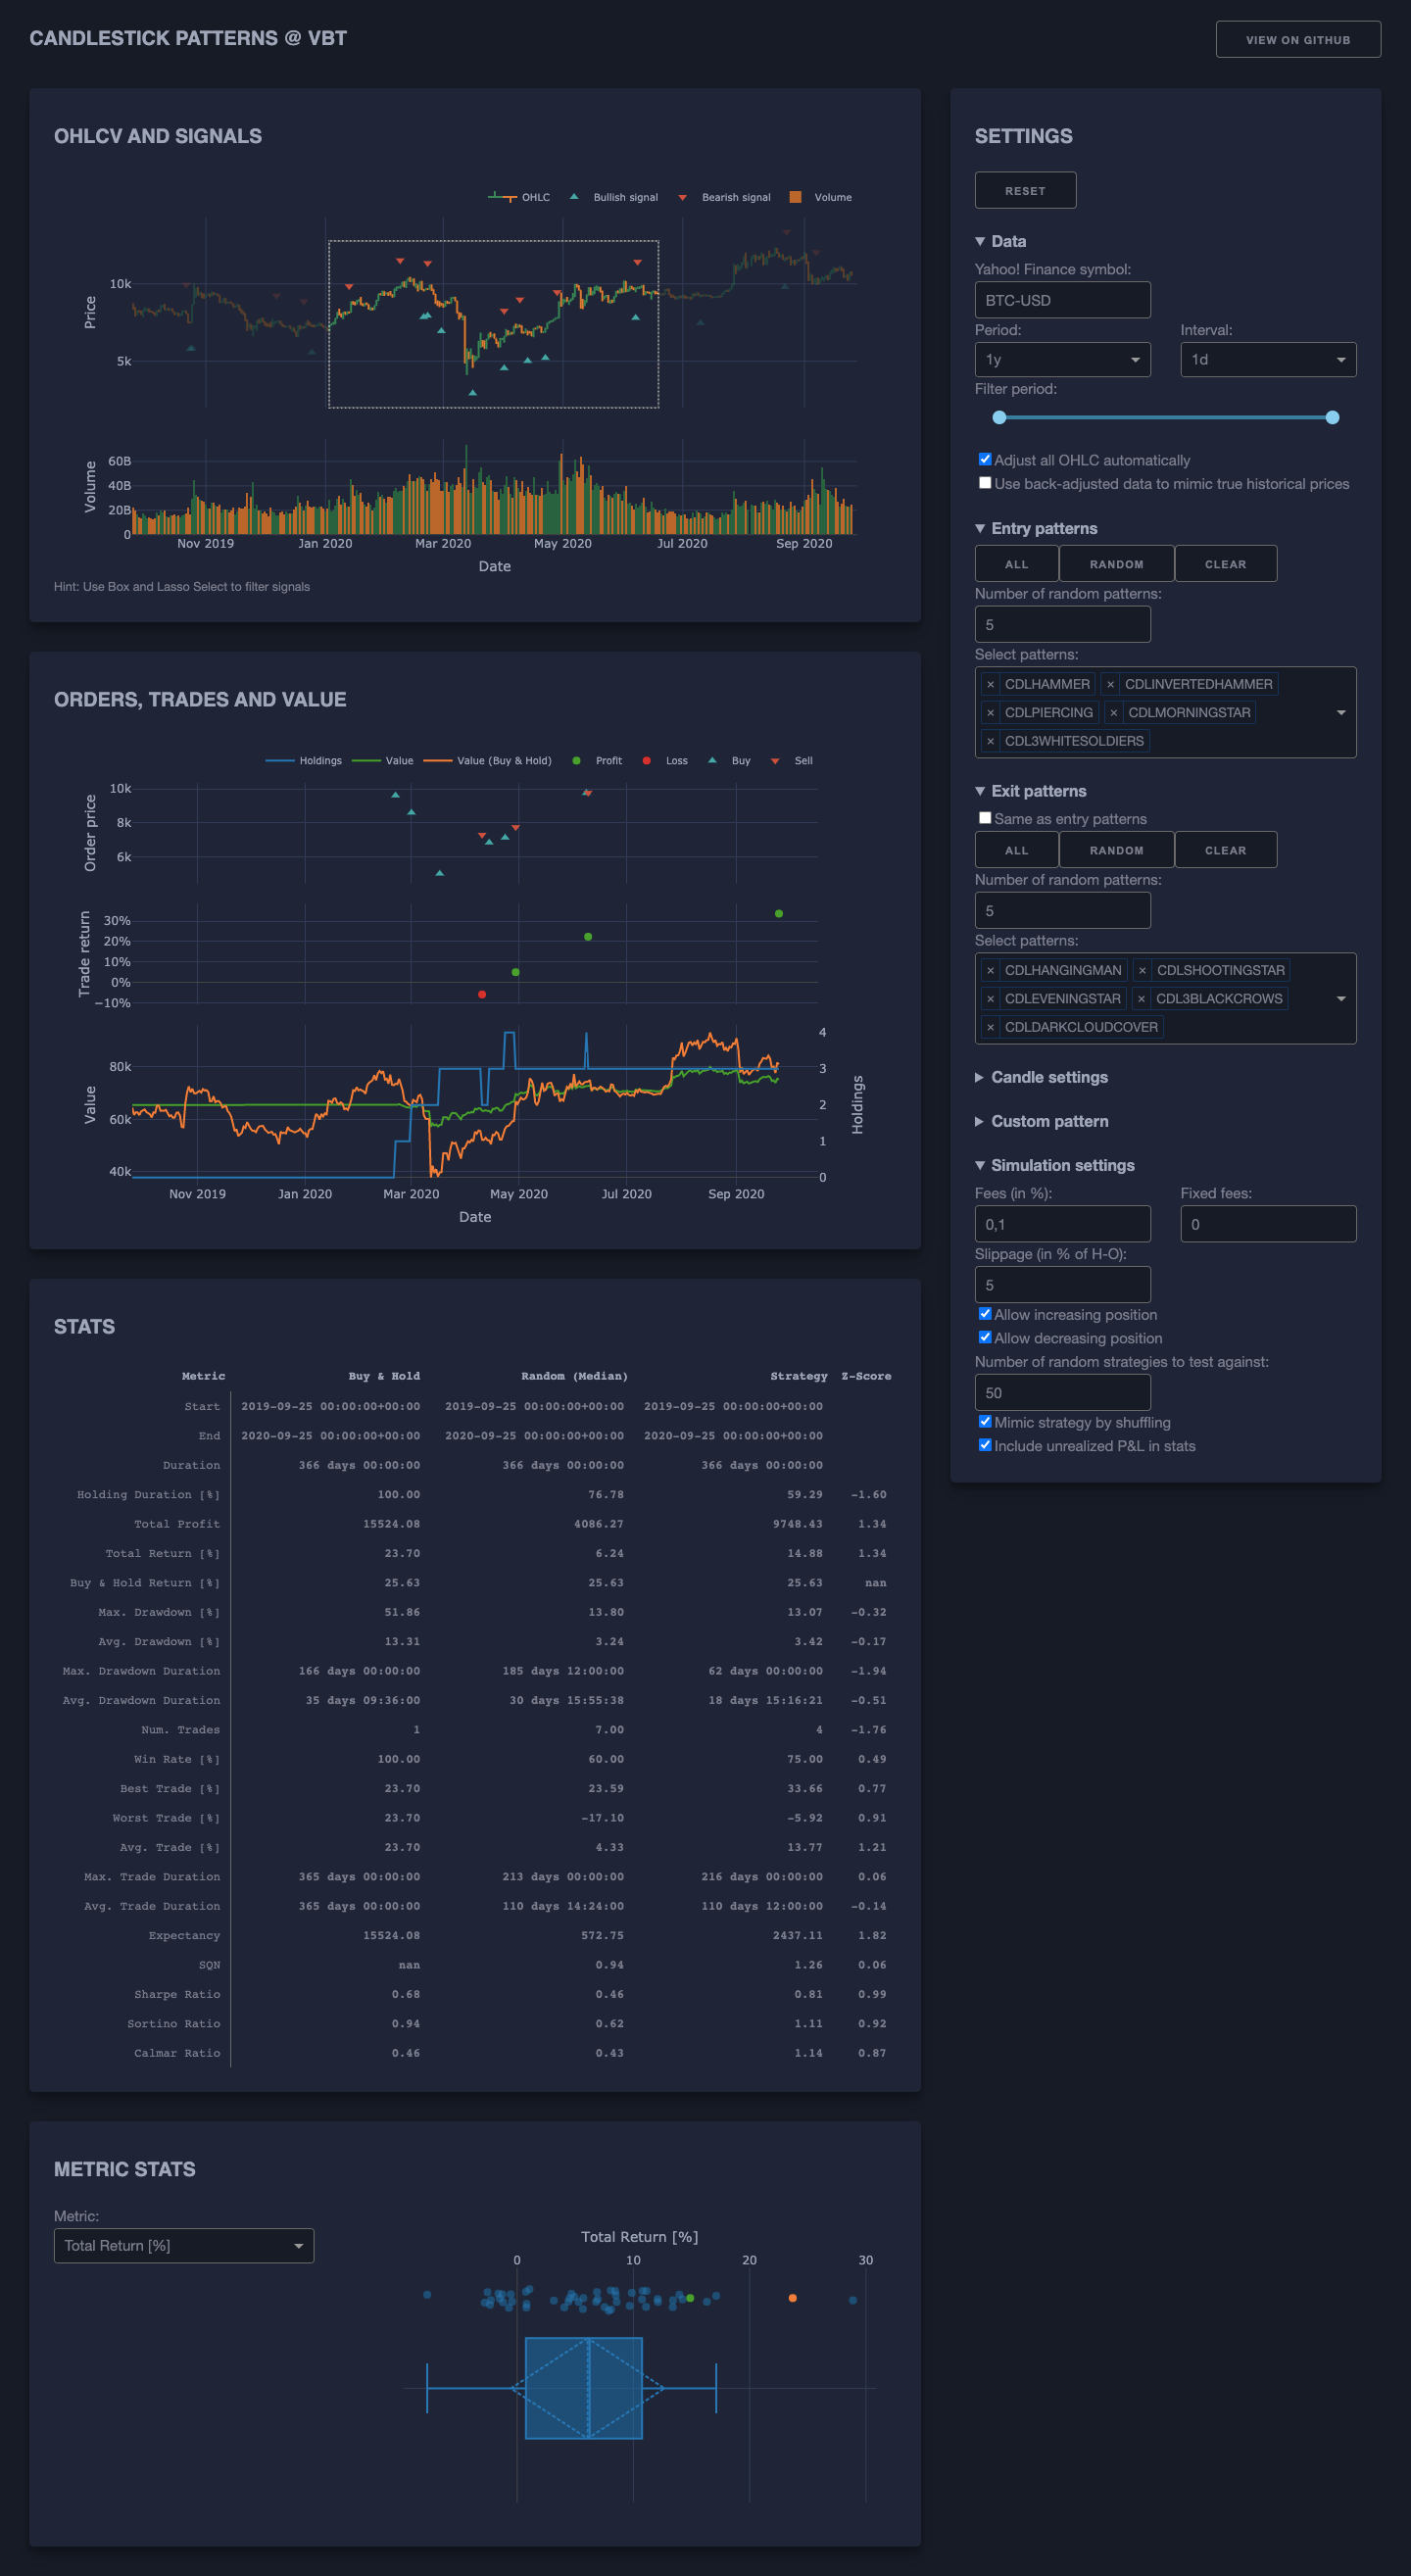 CANDLESTICK PATTERNS @ VBT
VIEW ON GITHUB
OHLCV AND SIGNALS
OHLC Bullish signal Bearish signal Volume
10k
5k
Price
60B
40B
20B
0
Volume
Nov 2019 Jan 2020 Mar 2020 May 2020 Jul 2020 Sep 2020
Date
Hint: Use Box and Lasso Select to filter signals
ORDERS, TRADES AND VALUE
Holdings Value Value (Buy & Hold) Profit Loss Buy Sell
10k
8k
6k
Order price
30%
20%
10%
0%
−10%
Trade return
80k
60k
40k
Value
4
3
2
1
0
Holdings
Nov 2019 Jan 2020 Mar 2020 May 2020 Jul 2020 Sep 2020
Date
STATS
Metric Buy & Hold Random (Median) Strategy Z-Score
Start 2019-09-25 00:00:00+00:00 2019-09-25 00:00:00+00:00 2019-09-25 00:00:00+00:00
End 2020-09-25 00:00:00+00:00 2020-09-25 00:00:00+00:00 2020-09-25 00:00:00+00:00
Duration 366 days 00:00:00 366 days 00:00:00 366 days 00:00:00
Holding Duration [%] 100.00 76.78 59.29 -1.60
Total Profit 15524.08 4086.27 9748.43 1.34
Total Return [%] 23.70 6.24 14.88 1.34
Buy & Hold Return [%] 25.63 25.63 25.63 nan
Max. Drawdown [%] 51.86 13.80 13.07 -0.32
Avg. Drawdown [%] 13.31 3.24 3.42 -0.17
Max. Drawdown Duration 166 days 00:00:00 185 days 12:00:00 62 days 00:00:00 -1.94
Avg. Drawdown Duration 35 days 09:36:00 30 days 15:55:38 18 days 15:16:21 -0.51
Num. Trades 1 7.00 4 -1.76
Win Rate [%] 100.00 60.00 75.00 0.49
Best Trade [%] 23.70 23.59 33.66 0.77
Worst Trade [%] 23.70 -17.10 -5.92 0.91
Avg. Trade [%] 23.70 4.33 13.77 1.21
Max. Trade Duration 365 days 00:00:00 213 days 00:00:00 216 days 00:00:00 0.06
Avg. Trade Duration 365 days 00:00:00 110 days 14:24:00 110 days 12:00:00 -0.14
Expectancy 15524.08 572.75 2437.11 1.82
SQN nan 0.94 1.26 0.06
Sharpe Ratio 0.68 0.46 0.81 0.99
Sortino Ratio 0.94 0.62 1.11 0.92
Calmar Ratio 0.46 0.43 1.14 0.87
METRIC STATS
Metric:
Total Return [%]
Total Return [%]
0 10 20 30
SETTINGS
RESET
▼ Data
Yahoo! Finance symbol:
BTC-USD
Period: Interval:
1y 1d
Filter period:
Adjust all OHLC automatically
Use back-adjusted data to mimic true historical prices
▼ Entry patterns
ALL RANDOM CLEAR
Number of random patterns:
5
Select patterns:
× CDLHAMMER × CDLINVERTEDHAMMER
× CDLPIERCING × CDLMORNINGSTAR
× CDL3WHITESOLDIERS
▼ Exit patterns
Same as entry patterns
ALL RANDOM CLEAR
Number of random patterns:
5
Select patterns:
× CDLHANGINGMAN × CDLSHOOTINGSTAR
× CDLEVENINGSTAR × CDL3BLACKCROWS
× CDLDARKCLOUDCOVER
▶ Candle settings
▶ Custom pattern
▼ Simulation settings
Fees (in %): Fixed fees:
0,1 0
Slippage (in % of H-O):
5
Allow increasing position
Allow decreasing position
Number of random strategies to test against:
50
Mimic strategy by shuffling
Include unrealized P&L in stats